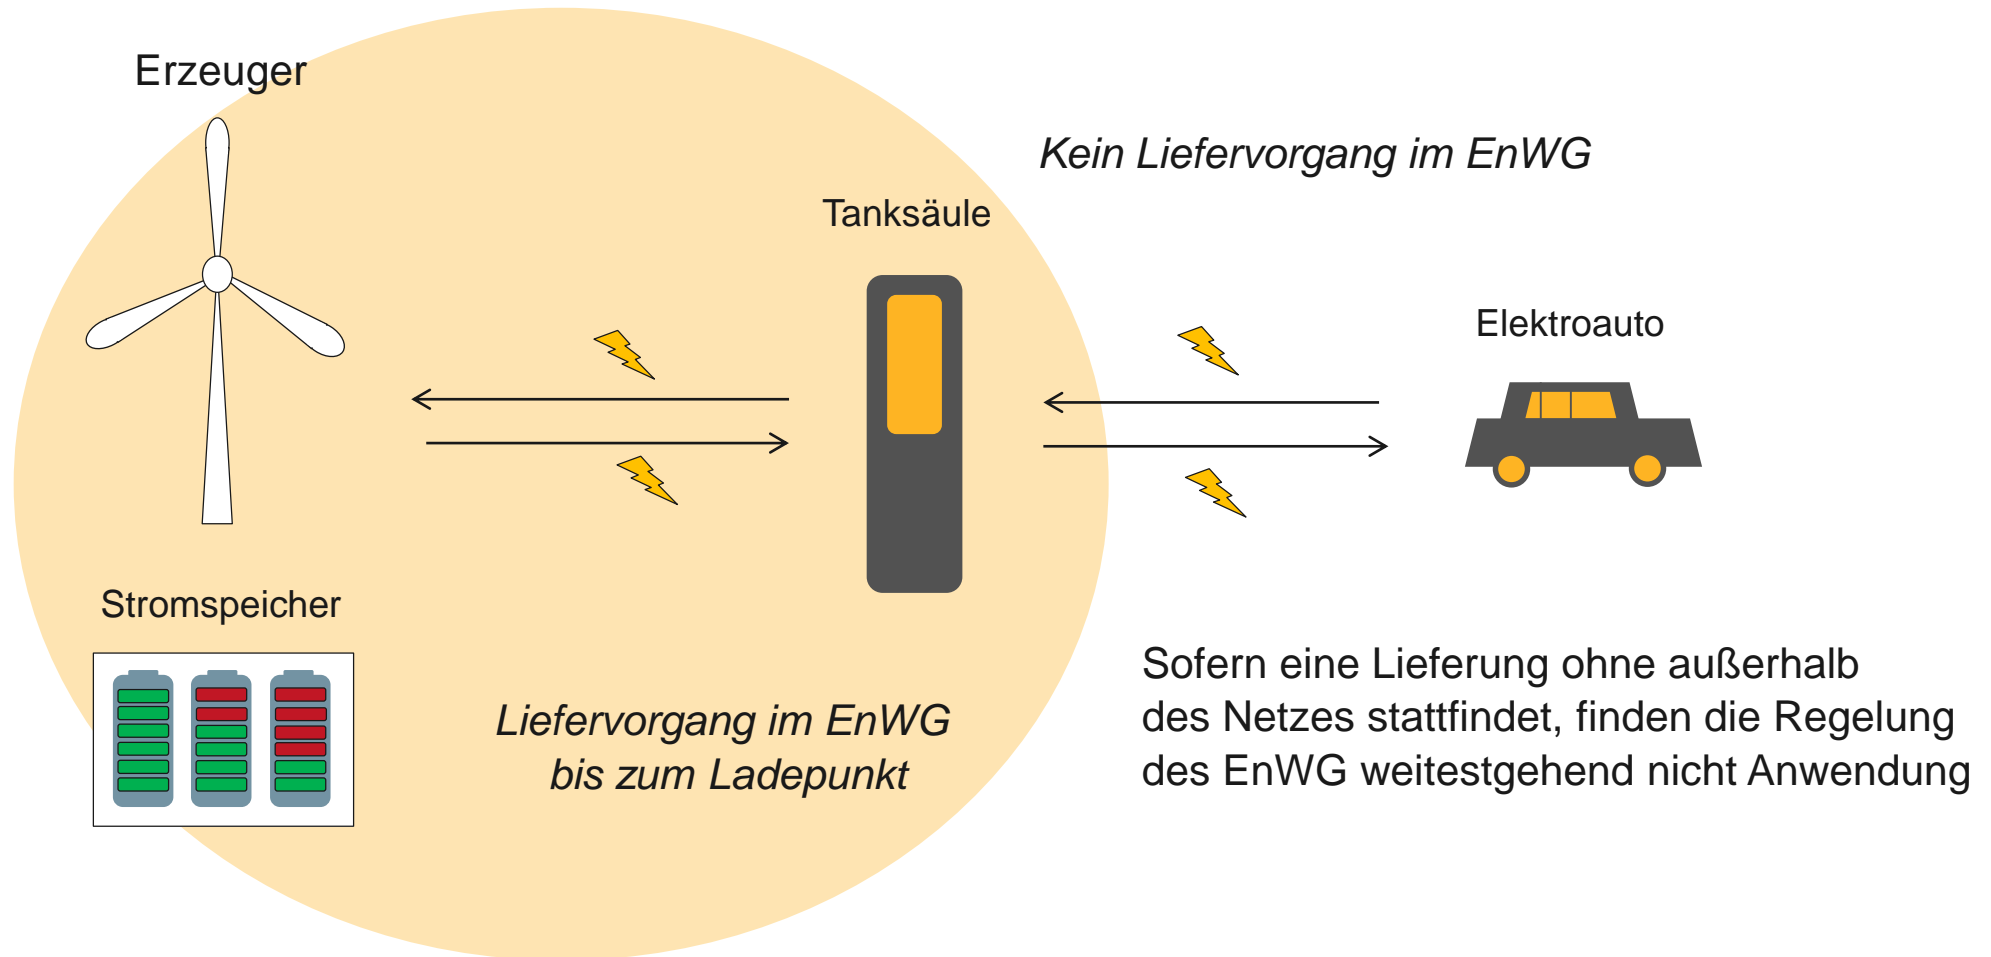 Erzeuger
Kein Liefervorgang im EnWG
Tanksäule
Elektroauto
Stromspeicher
Liefervorgang im EnWG
bis zum Ladepunkt
Sofern eine Lieferung ohne außerhalb
des Netzes stattfindet, finden die Regelung
des EnWG weitestgehend nicht Anwendung